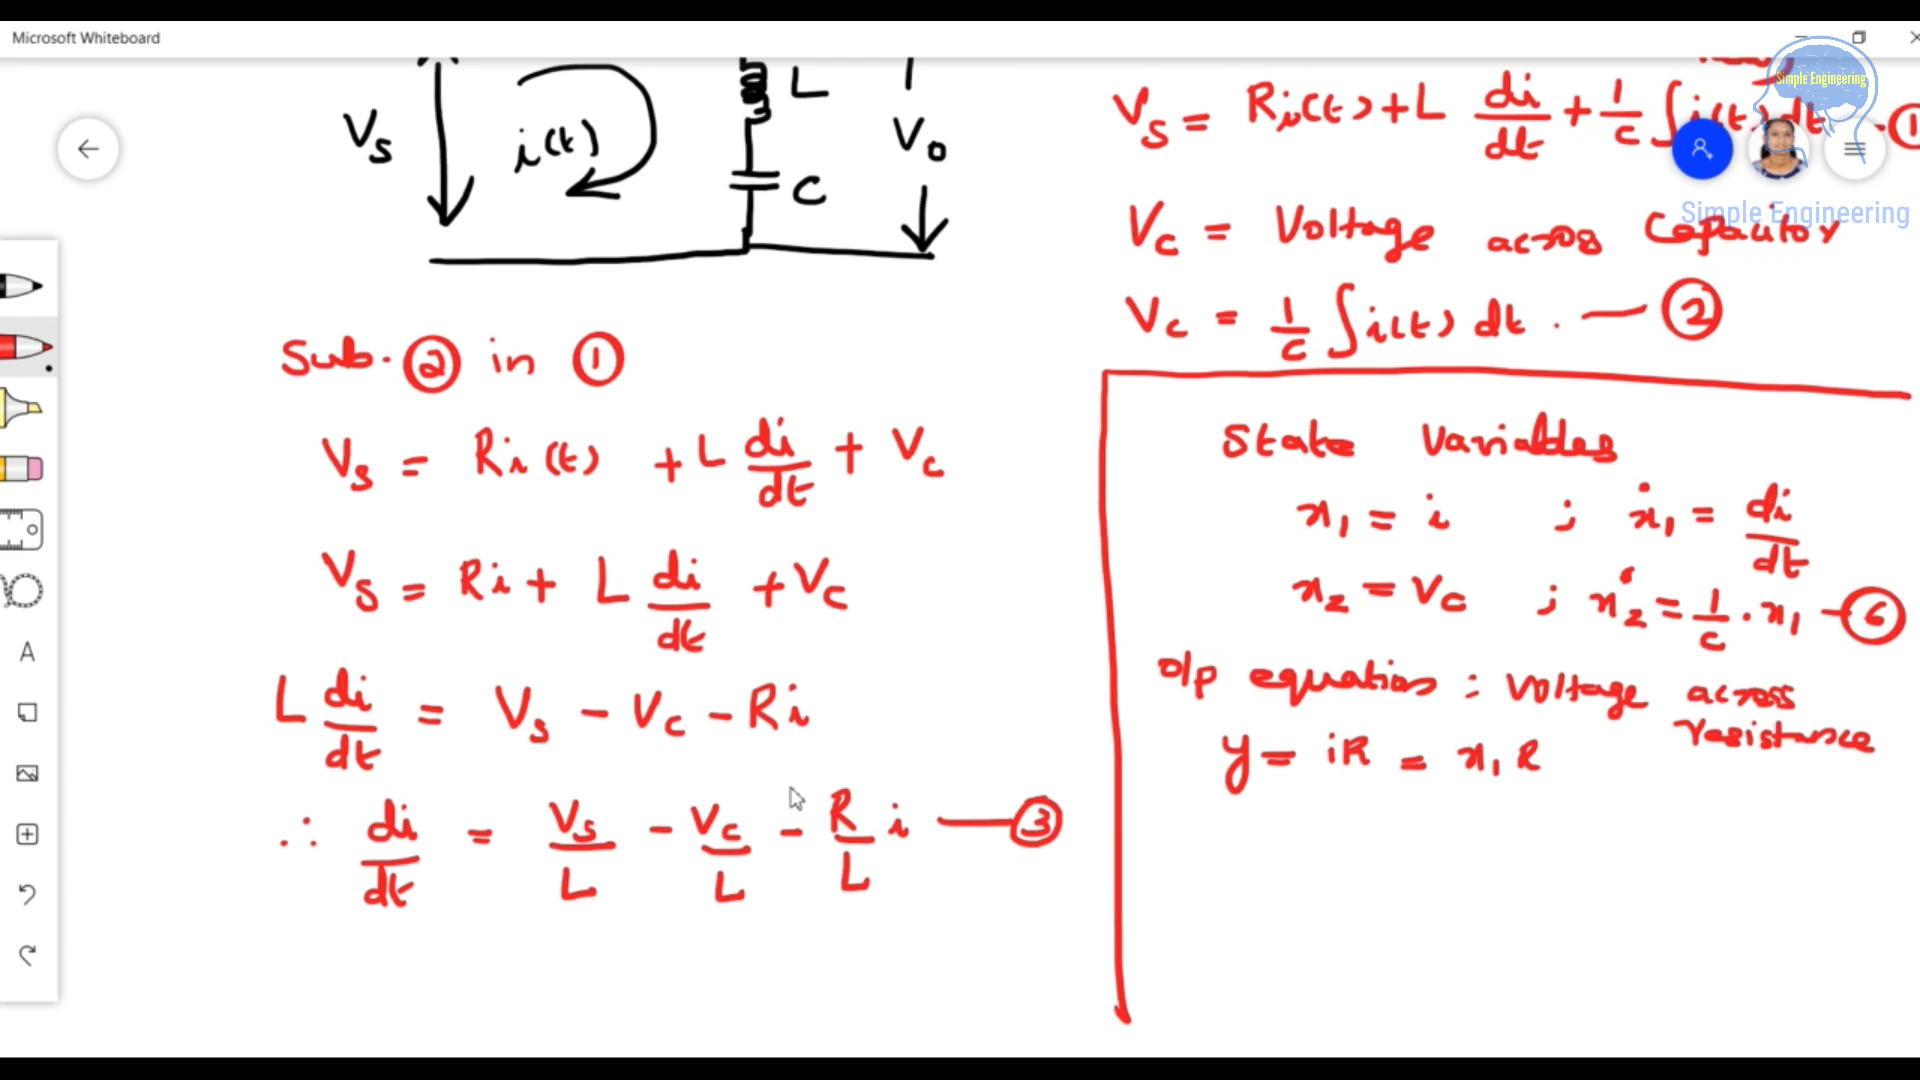 Microsoft Whiteboard
Simple Engineering
Simple Engineering
Vs
i(t)
L
C
Vo
Vs = Ri(t) + L di/dt + 1/c ∫i(t) dt - ①
Vc = Voltage across Capacitor
Vc = 1/c ∫i(t) dt. — ②
Sub. ② in ①
Vs = Ri(t) + L di/dt + Vc
Vs = Ri + L di/dt + Vc
L di/dt = Vs - Vc - Ri
∴ di/dt = Vs/L - Vc/L - R/L i — ③
State Variables
x₁ = i ; ẋ₁ = di/dt
x₂ = Vc ; ẋ₂ = 1/c . x₁ - ⑥
o/p equation : Voltage across
resistance
y = iR = x₁ R